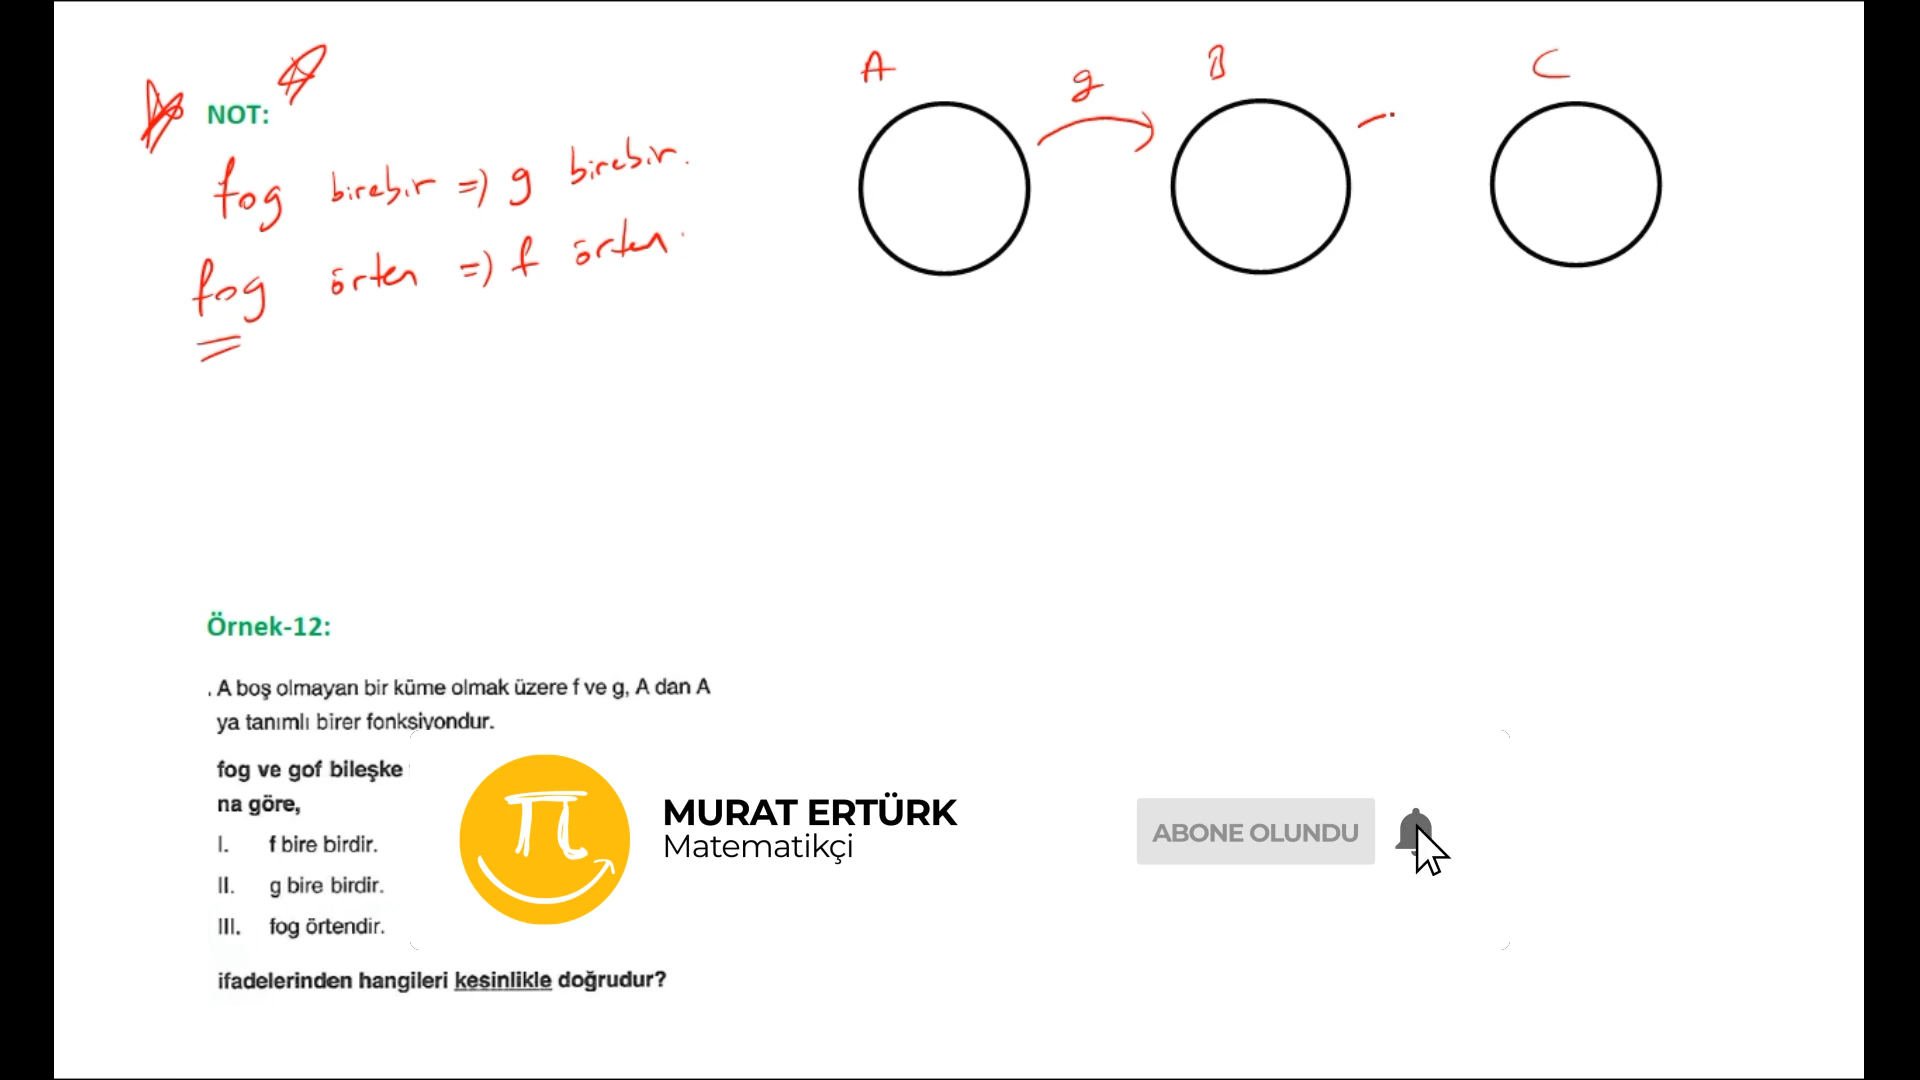 NOT:
fog birebir => g birebir.
fog örten => f örten.
A
g
B
C
Örnek-12:
. A boş olmayan bir küme olmak üzere f ve g, A dan A
ya tanımlı birer fonksiyondur.
fog ve gof bileşke
na göre,
I. f bire birdir.
II. g bire birdir.
III. fog örtendir.
ifadelerinden hangileri kesinlikle doğrudur?
MURAT ERTÜRK
Matematikçi
ABONE OLUNDU